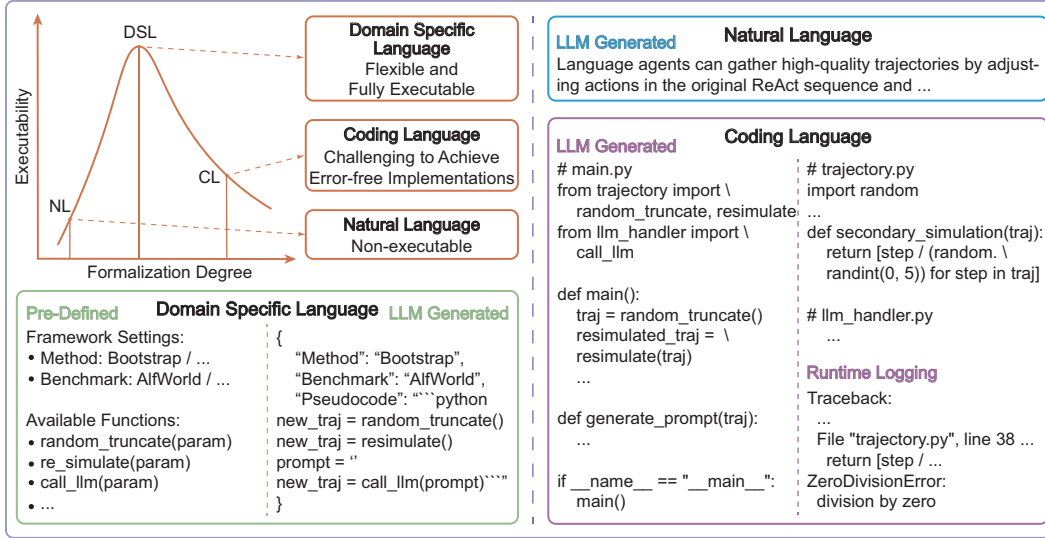 Executability
DSL
CL
NL
Formalization Degree
Domain Specific
Language
Flexible and
Fully Executable
Coding Language
Challenging to Achieve
Error-free Implementations
Natural Language
Non-executable
Pre-Defined
Domain Specific Language
LLM Generated
Framework Settings:
• Method: Bootstrap / ...
• Benchmark: AlfWorld / ...
Available Functions:
• random_truncate(param)
• re_simulate(param)
• call_llm(param)
• ...
{
“Method”: “Bootstrap”,
“Benchmark”: “AlfWorld”,
“Pseudocode”: “```python
new_traj = random_truncate()
new_traj = resimulate()
prompt = ‘’
new_traj = call_llm(prompt)```”
}
LLM Generated
Natural Language
Language agents can gather high-quality trajectories by adjust-
ing actions in the original ReAct sequence and ...
LLM Generated
Coding Language
# main.py
from trajectory import \
random_truncate, resimulate
from llm_handler import \
call_llm
def main():
traj = random_truncate()
resimulated_traj = \
resimulate(traj)
...
def generate_prompt(traj):
...
if __name__ == "__main__":
main()
# trajectory.py
import random
...
def secondary_simulation(traj):
return [step / (random. \
randint(0, 5)) for step in traj]
# llm_handler.py
...
Runtime Logging
Traceback:
...
File "trajectory.py", line 38 ...
return [step / ...
ZeroDivisionError:
division by zero